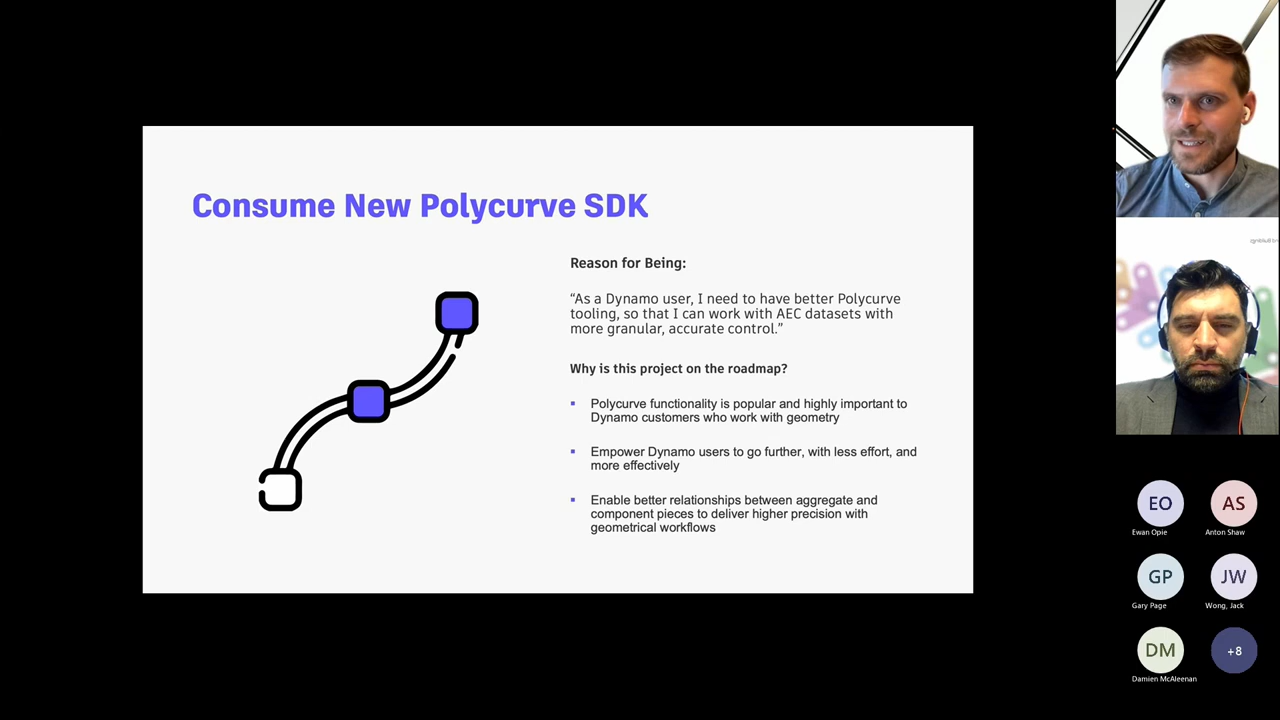 Consume New Polycurve SDK
Reason for Being:
“As a Dynamo user, I need to have better Polycurve
tooling, so that I can work with AEC datasets with
more granular, accurate control.”
Why is this project on the roadmap?
▪ Polycurve functionality is popular and highly important to
Dynamo customers who work with geometry
▪ Empower Dynamo users to go further, with less effort, and
more effectively
▪ Enable better relationships between aggregate and
component pieces to deliver higher precision with
geometrical workflows
EO
Ewan Opie
AS
Anton Shaw
GP
Gary Page
JW
Wong, Jack
DM
Damien McAleenan
+8